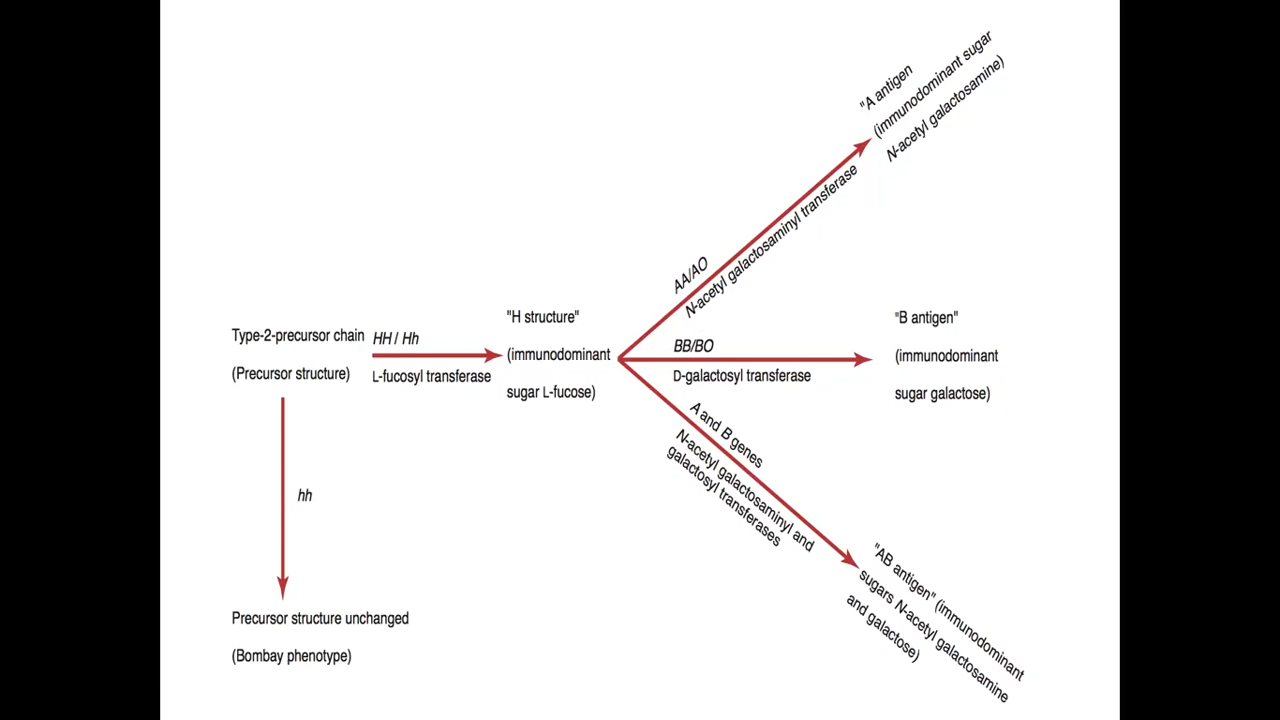 "A antigen
(immunodominant sugar
N-acetyl galactosamine)
AA/AO
N-acetyl galactosaminyl transferase
Type-2-precursor chain
(Precursor structure)
HH / Hh
L-fucosyl transferase
"H structure"
(immunodominant
sugar L-fucose)
BB/BO
D-galactosyl transferase
"B antigen"
(immunodominant
sugar galactose)
A and B genes
N-acetyl galactosaminyl and
galactosyl transferases
hh
"AB antigen" (immunodominant
sugars N-acetyl galactosamine
and galactose)
Precursor structure unchanged
(Bombay phenotype)